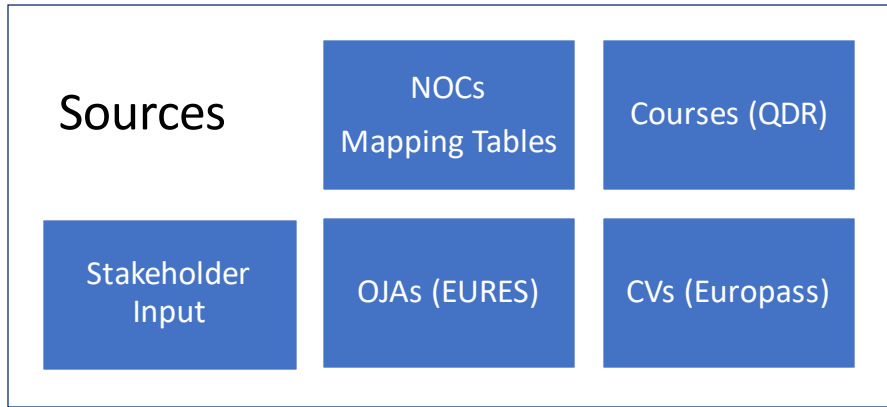 Sources
NOCs
Mapping Tables
Courses (QDR)
Stakeholder
Input
OJAs (EURES)
CVs (Europass)